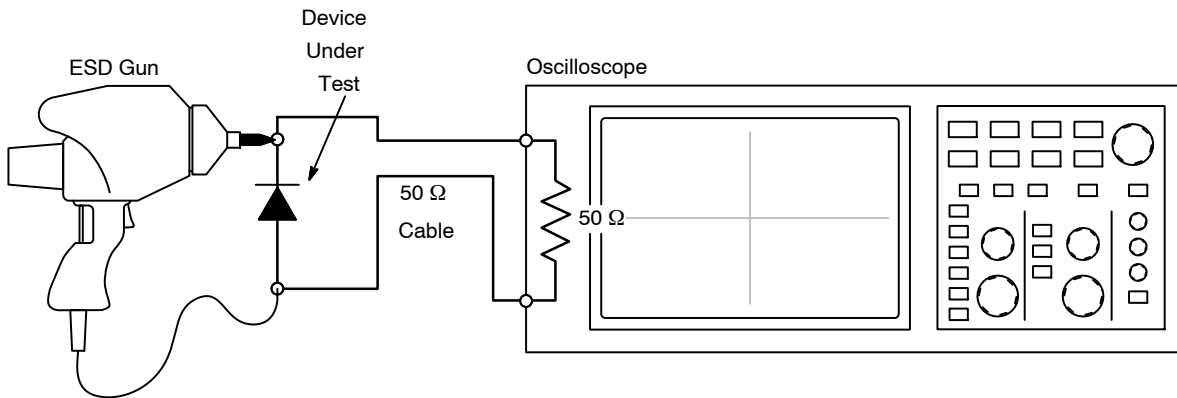 Device
Under
Test
ESD Gun
Oscilloscope
50 Ω
Cable
50 Ω